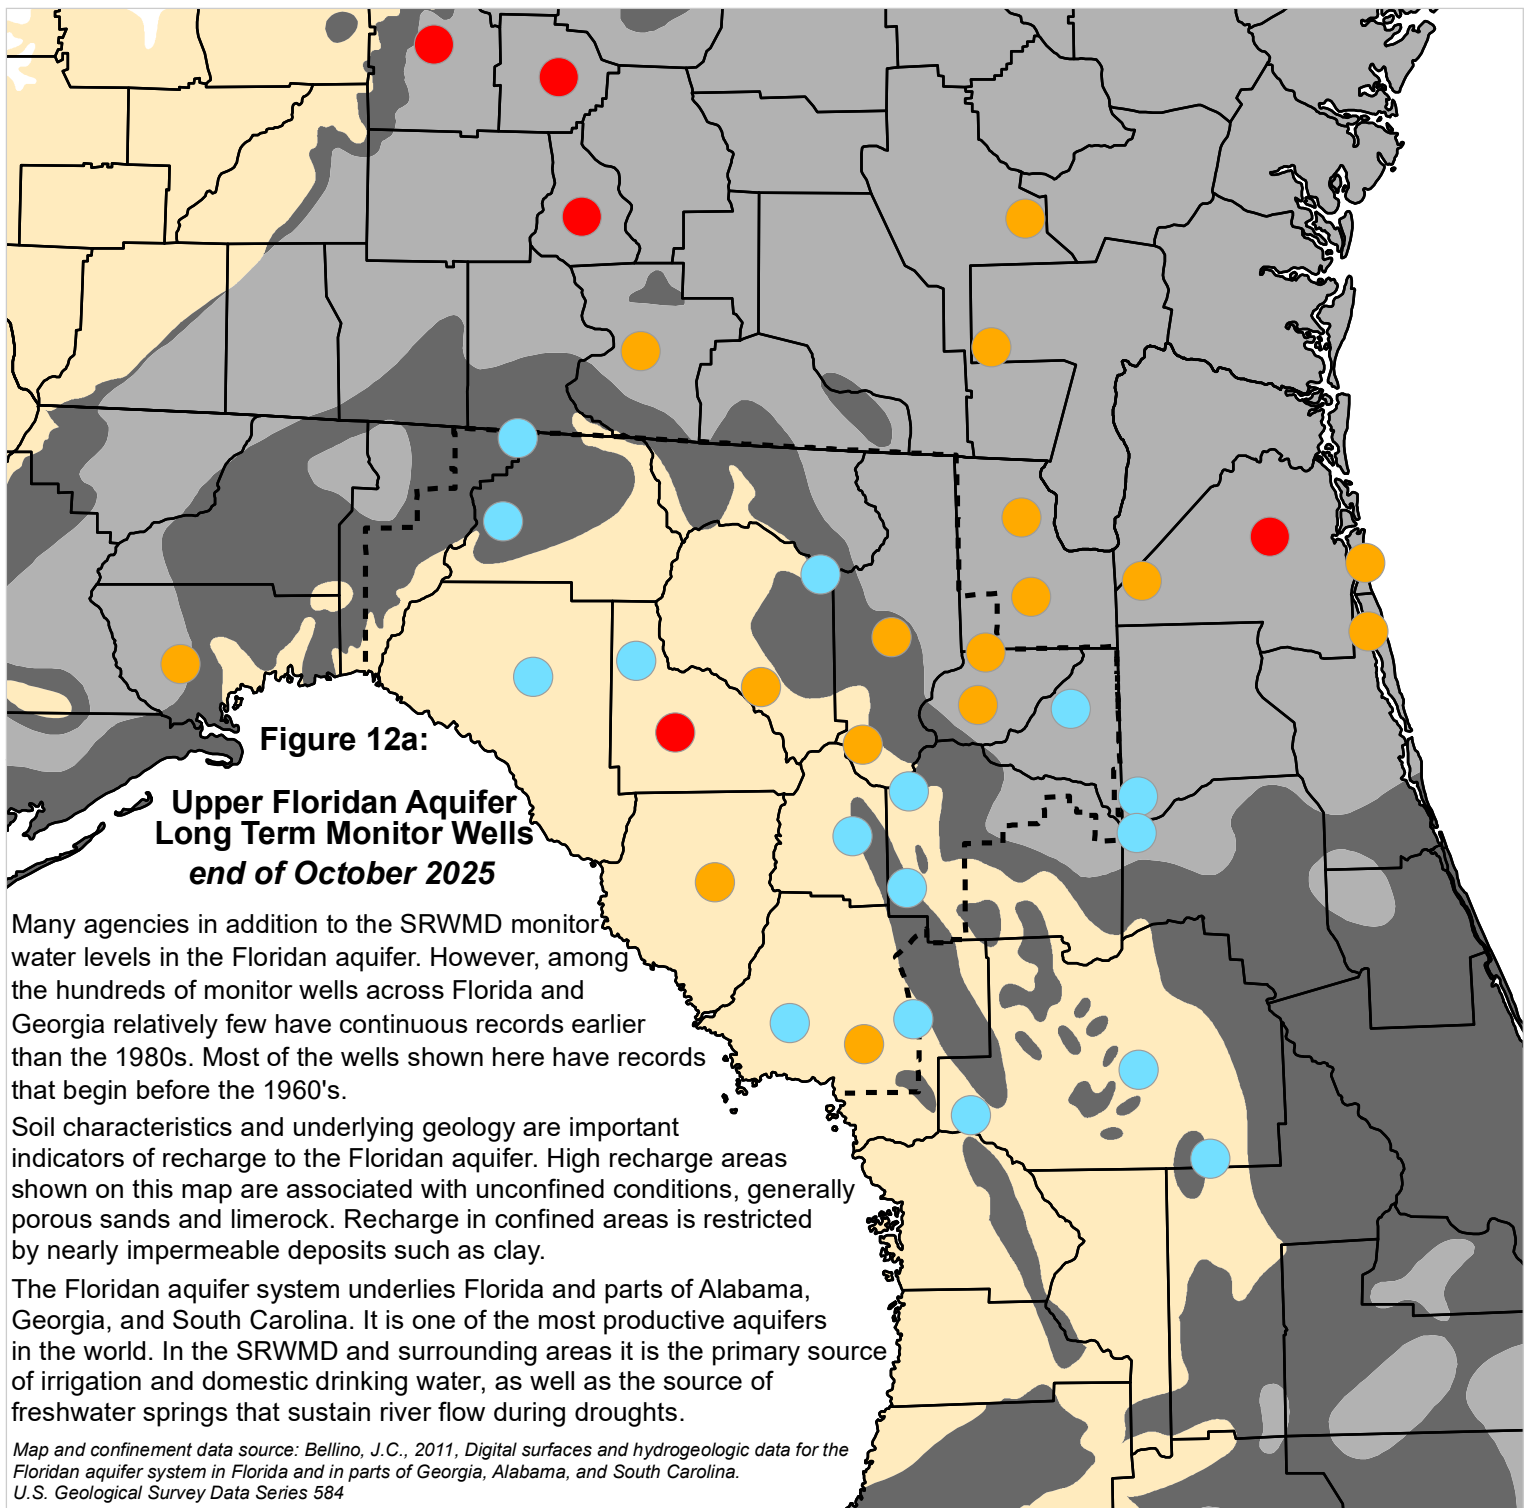 Figure 12a:
Upper Floridan Aquifer
Long Term Monitor Wells
end of October 2025
Many agencies in addition to the SRWMD monitor
water levels in the Floridan aquifer. However, among
the hundreds of monitor wells across Florida and
Georgia relatively few have continuous records earlier
than the 1980s. Most of the wells shown here have records
that begin before the 1960's.
Soil characteristics and underlying geology are important
indicators of recharge to the Floridan aquifer. High recharge areas
shown on this map are associated with unconfined conditions, generally
porous sands and limerock. Recharge in confined areas is restricted
by nearly impermeable deposits such as clay.
The Floridan aquifer system underlies Florida and parts of Alabama,
Georgia, and South Carolina. It is one of the most productive aquifers
in the world. In the SRWMD and surrounding areas it is the primary source
of irrigation and domestic drinking water, as well as the source of
freshwater springs that sustain river flow during droughts.
Map and confinement data source: Bellino, J.C., 2011, Digital surfaces and hydrogeologic data for the
Floridan aquifer system in Florida and in parts of Georgia, Alabama, and South Carolina.
U.S. Geological Survey Data Series 584